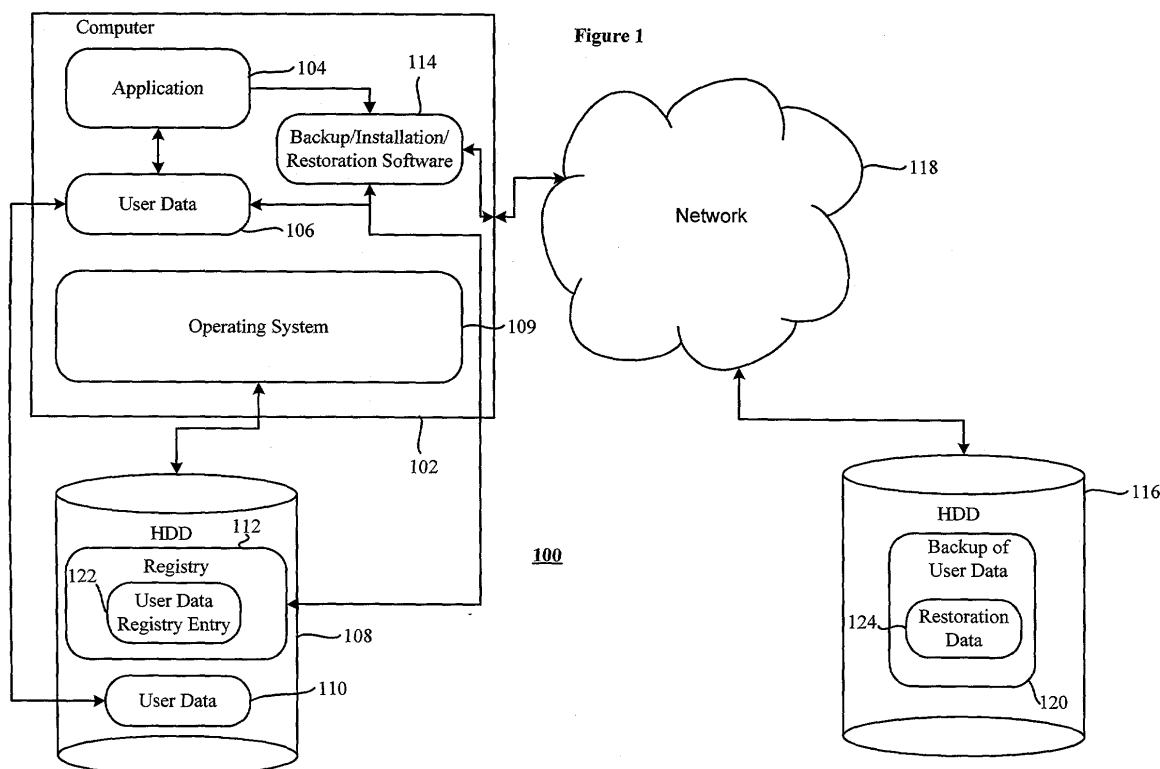 Computer
Figure 1
104
114
Application
Backup/Installation/
Restoration Software
118
User Data
Network
106
Operating System
109
102
116
HDD
112
HDD
100
Registry
Backup of
User Data
122
User Data
Registry Entry
124
Restoration
Data
108
User Data
110
120